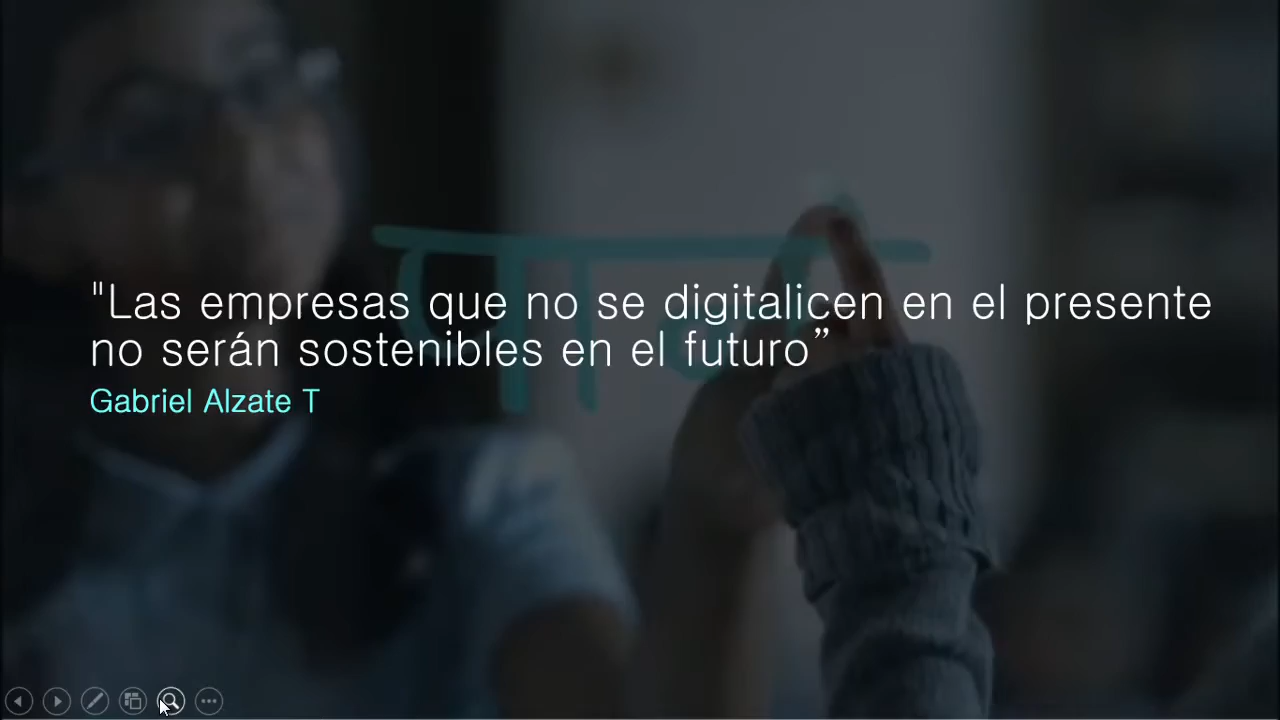 "Las empresas que no se digitalicen en el presente
no serán sostenibles en el futuro”
Gabriel Alzate T